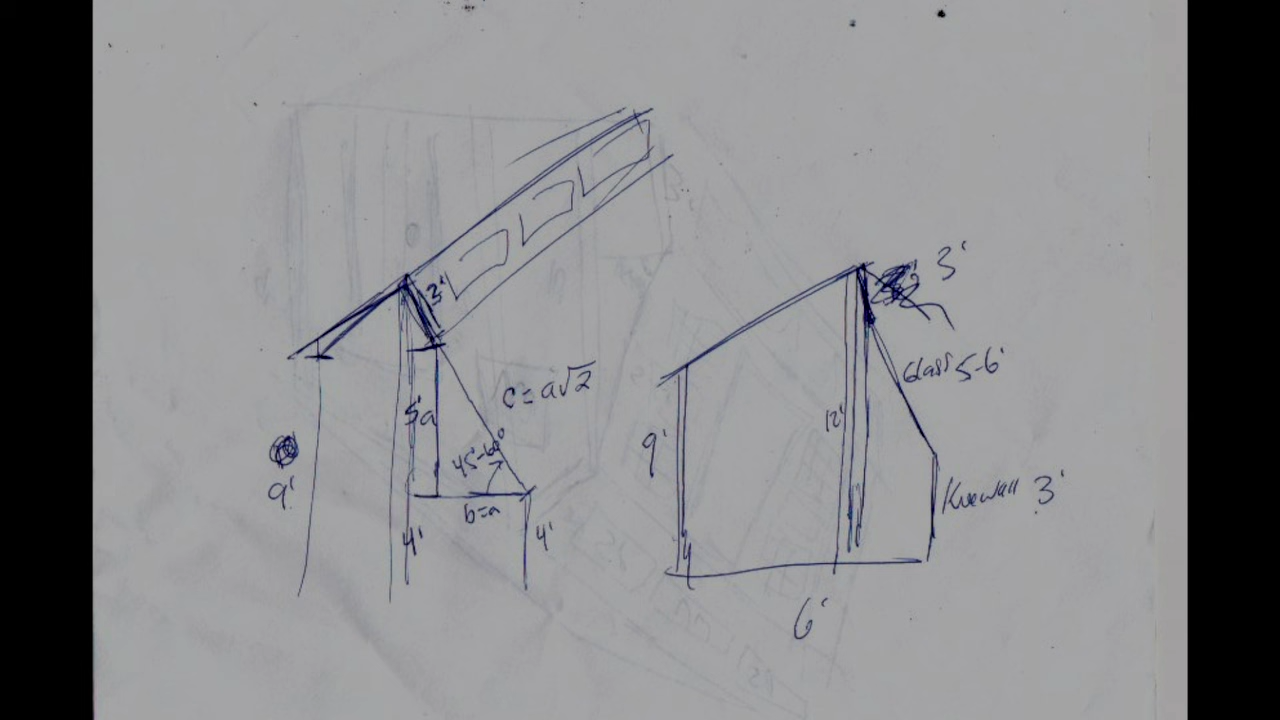 3'
5'
a
c = a√2
45-60°
b=a
9'
4'
4'
3'
Glass 5-6'
12'
9'
Kneewall 3'
6'